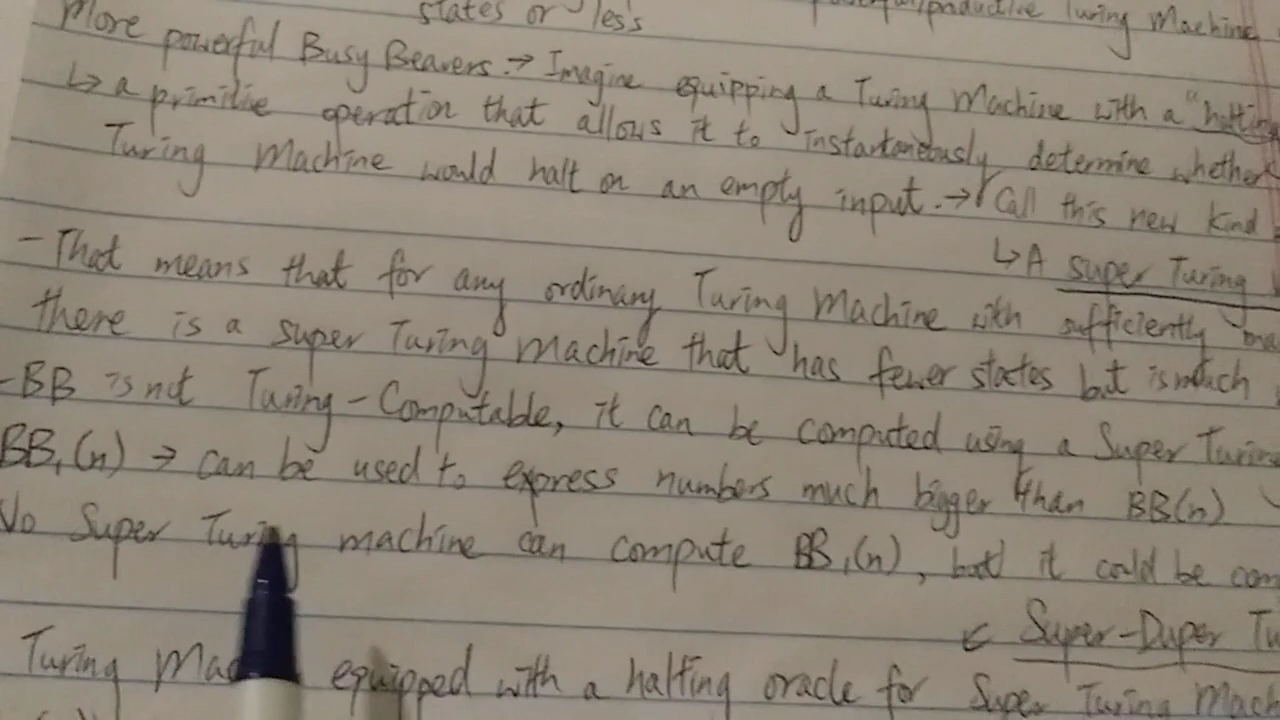 states or less
productive Turing Machine
More powerful Busy Beavers → Imagine equipping a Turing Machine with a "halting
↳ a primitie operation that allows it to instantaneously determine whether
Turing Machine would halt on an empty input. → Call this new kind
↳ A super Turing
- That means that for any ordinary Turing Machine with sufficiently
there is a super Turing Machine that has fewer states but is much
- BB is not Turing-Computable, it can be computed using a Super Turing
BB₁(n) → can be used to express numbers much bigger than BB(n)
No Super Turing machine can compute BB₁(n), but it could be
Super-Duper
Turing equipped with a halting oracle for Super Turing Mach